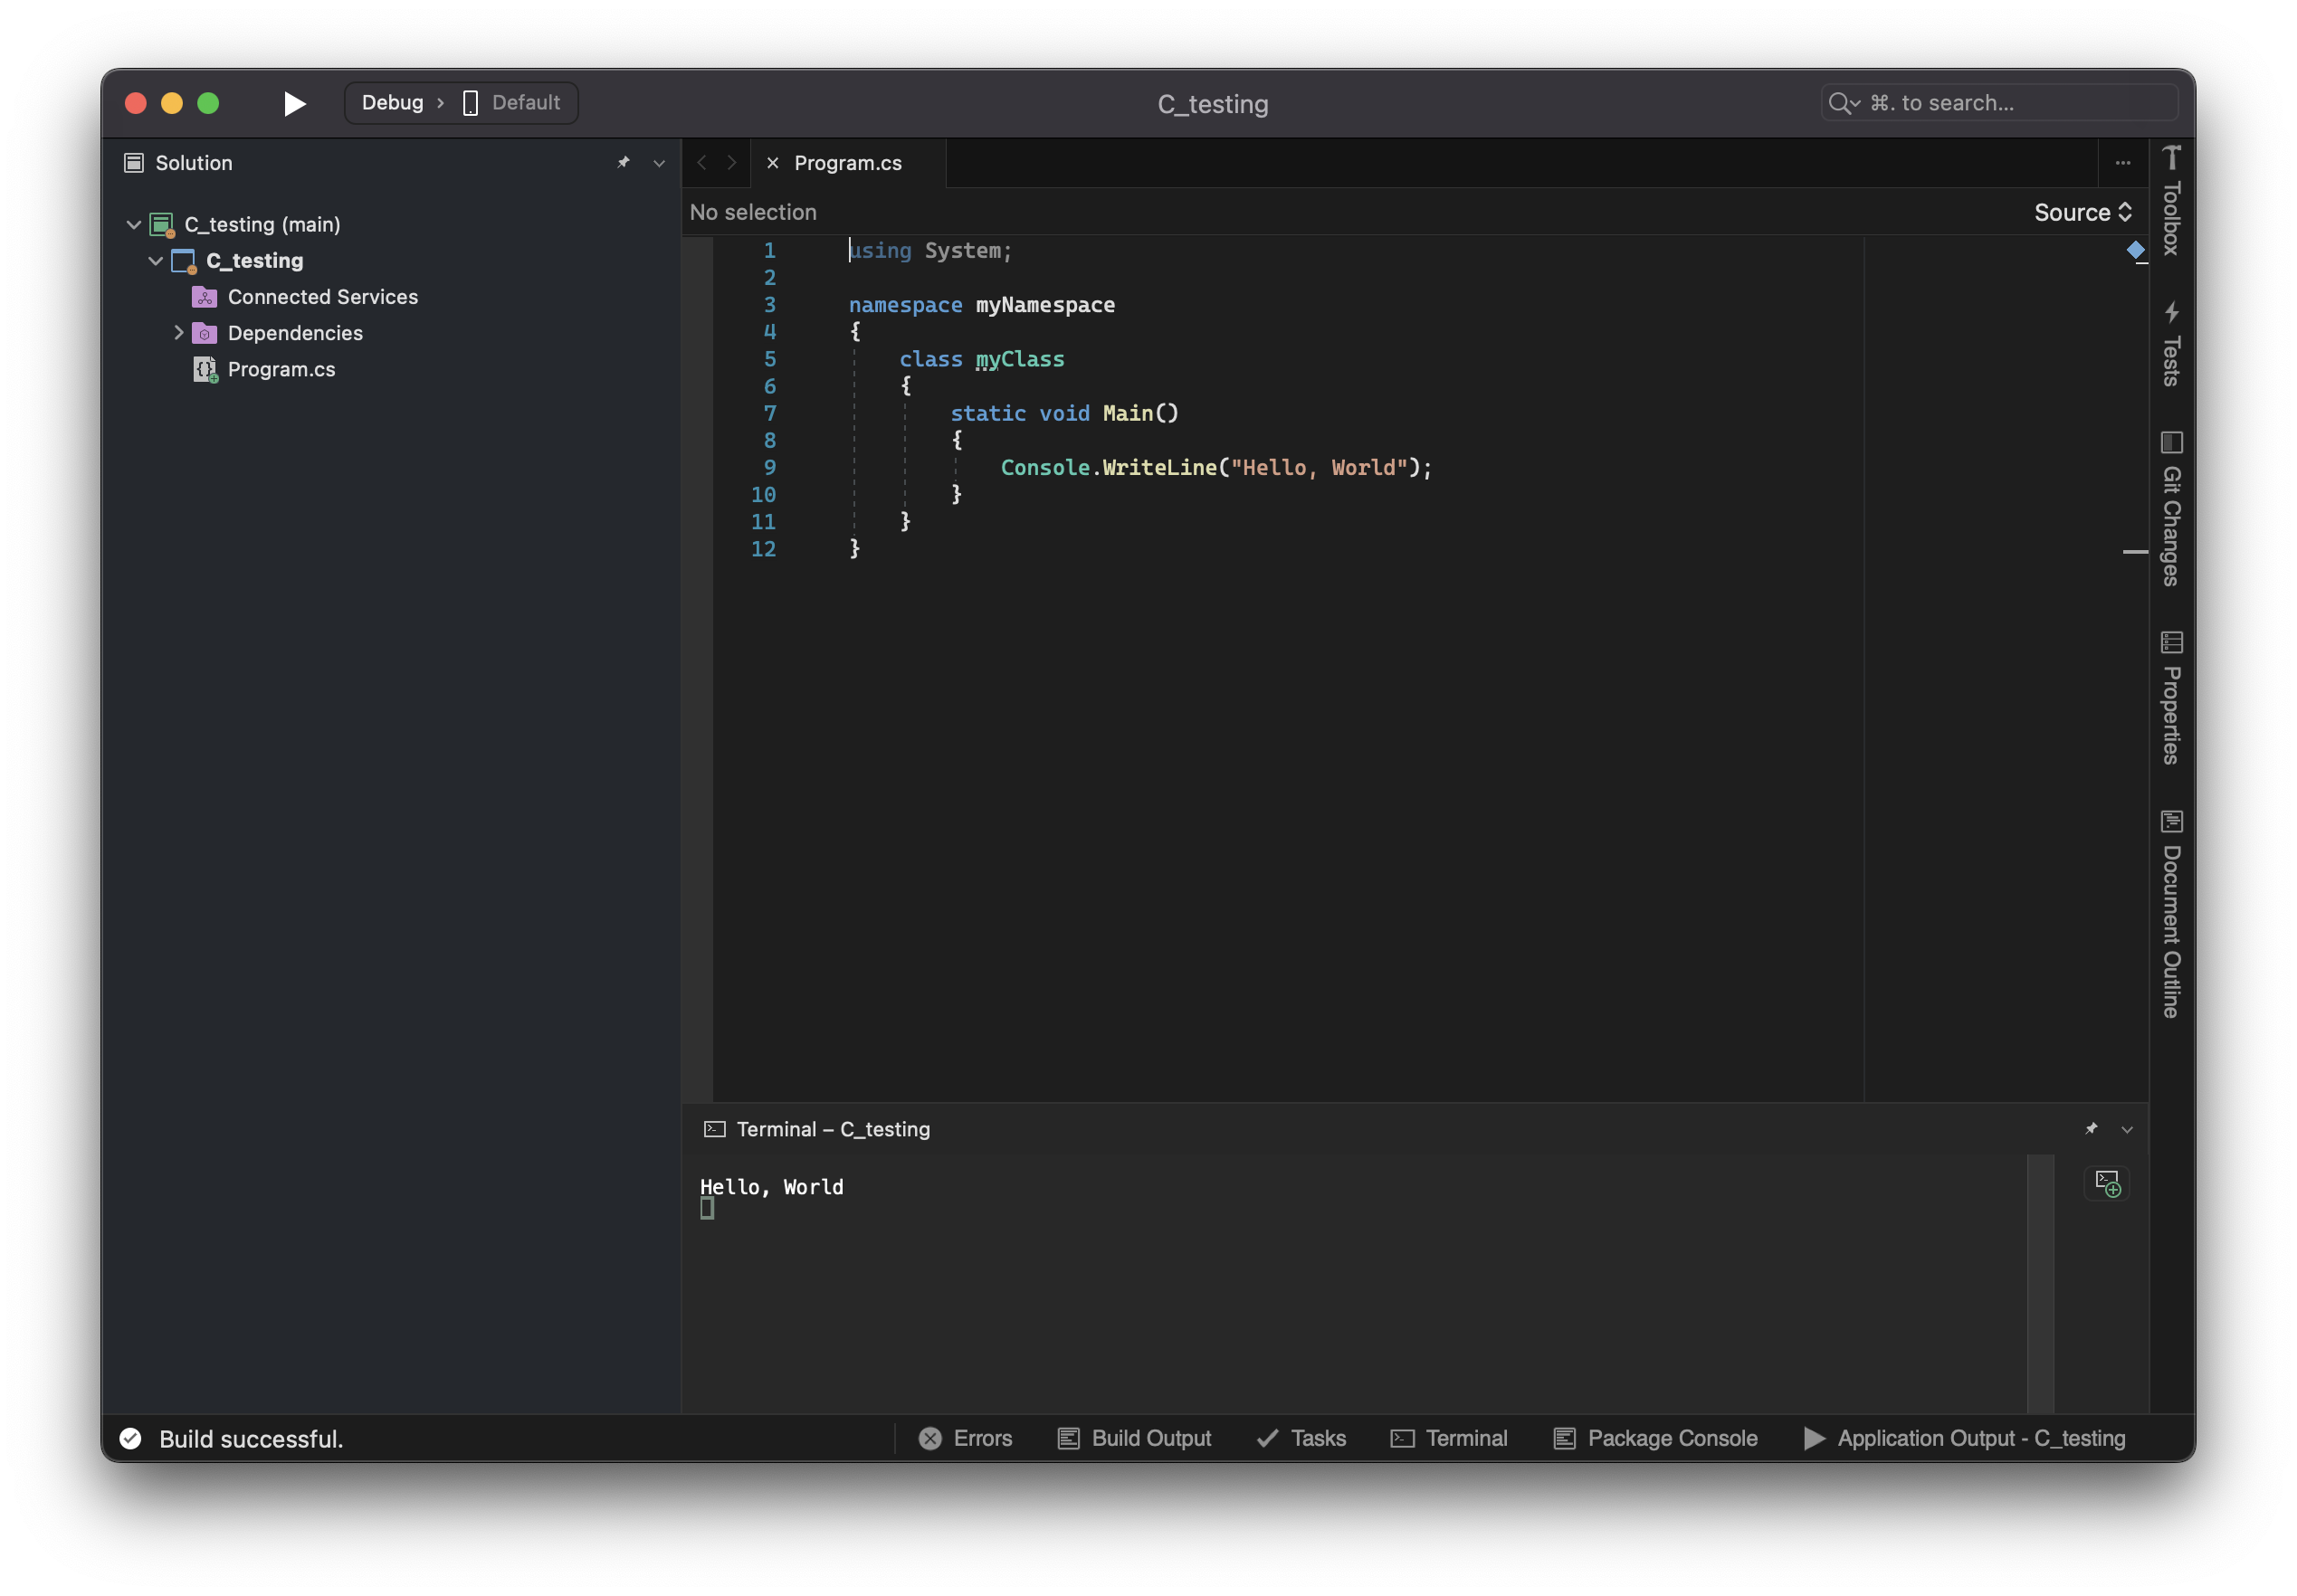 Debug › Default
C_testing
⌘. to search...
Solution
C_testing (main)
C_testing
Connected Services
Dependencies
Program.cs
Program.cs
No selection
Source
1 using System;
2
3 namespace myNamespace
4 {
5 class myClass
6 {
7 static void Main()
8 {
9 Console.WriteLine("Hello, World");
10 }
11 }
12 }
Toolbox
Tests
Git Changes
Properties
Document Outline
Terminal – C_testing
Hello, World
Build successful.
Errors
Build Output
Tasks
Terminal
Package Console
Application Output - C_testing